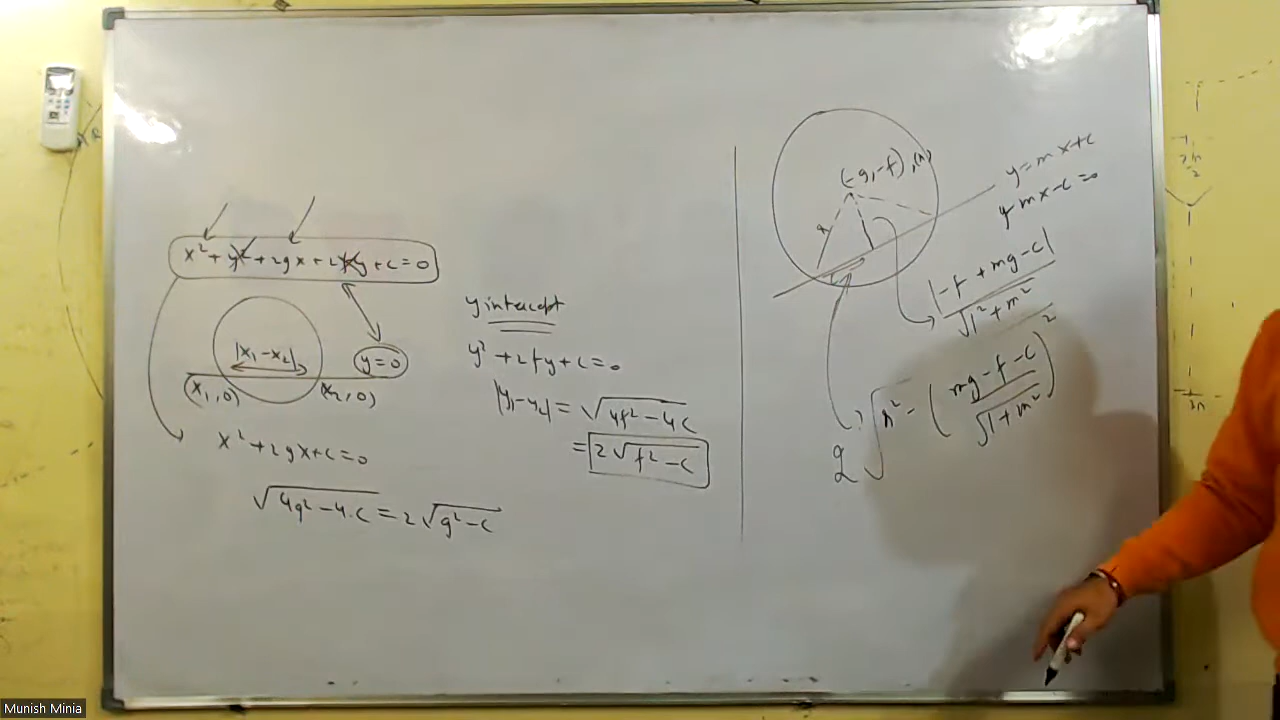 x² + y² + 2gx + 2fy + c = 0
|x₁-x₂|
y=0
(x₁,0)
(x₂,0)
x² + 2gx + c = 0
√(4g² - 4·c) = 2√(g² - c)
y intercept
y² + 2fy + c = 0
|y₁-y₂| = √(4f² - 4c)
= 2√(f² - c)
(-g,-f),(r)
r
y = mx + c
y-mx-c=0
|-f + mg - c|
√(1² + m²)
2√(r² - ((mg - f - c)/√(1 + m²))²)
Munish Minia